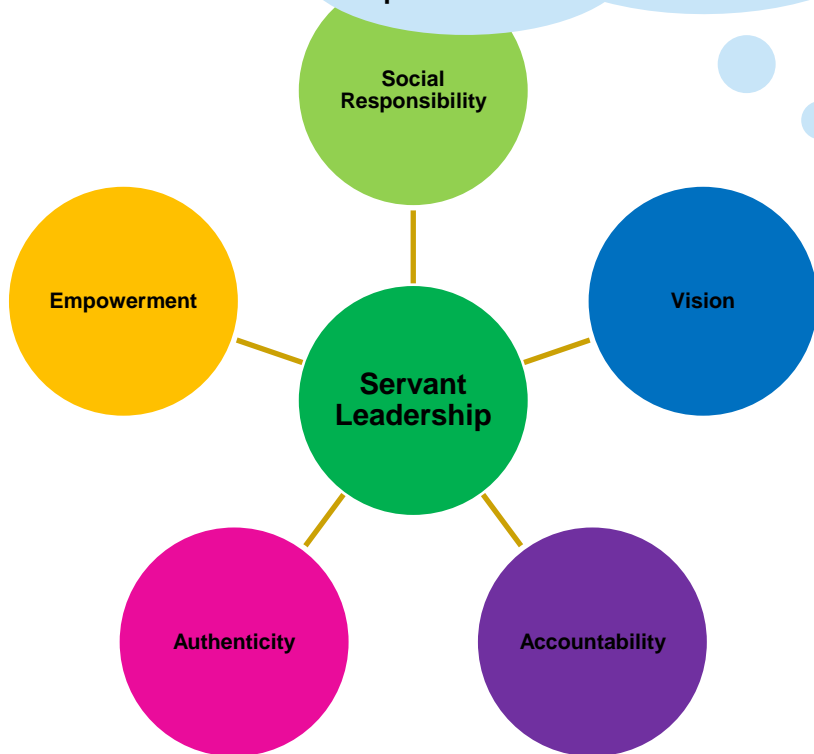 Social
Responsibility
Empowerment
Vision
Servant
Leadership
Authenticity
Accountability